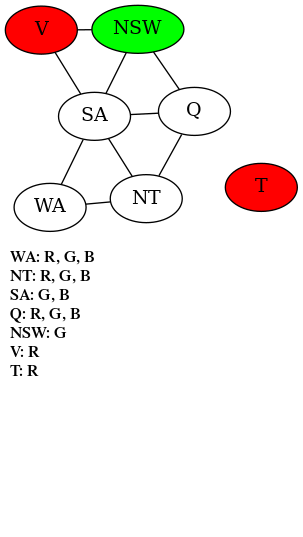 V
NSW
SA
Q
T
WA
NT
WA: R, G, B
NT: R, G, B
SA: G, B
Q: R, G, B
NSW: G
V: R
T: R